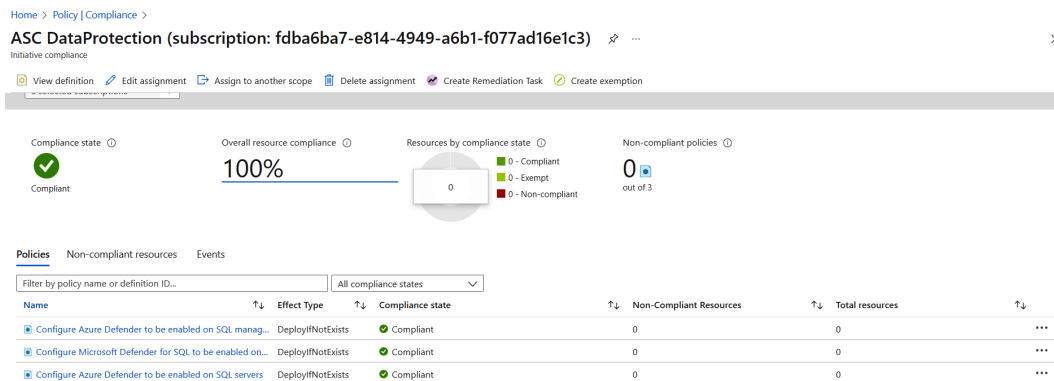 Home > Policy | Compliance >
ASC DataProtection (subscription: fdba6ba7-e814-4949-a6b1-f077ad16e1c3)
Initiative compliance
View definition Edit assignment Assign to another scope Delete assignment Create Remediation Task Create exemption
Compliance state Overall resource compliance Resources by compliance state Non-compliant policies
Compliant
100%
0
0 - Compliant
0 - Exempt
0 - Non-compliant
0
out of 3
Policies Non-compliant resources Events
Filter by policy name or definition ID... All compliance states
Name Effect Type Compliance state Non-Compliant Resources Total resources
Configure Azure Defender to be enabled on SQL manag... DeployIfNotExists Compliant 0 0
Configure Microsoft Defender for SQL to be enabled on... DeployIfNotExists Compliant 0 0
Configure Azure Defender to be enabled on SQL servers DeployIfNotExists Compliant 0 0